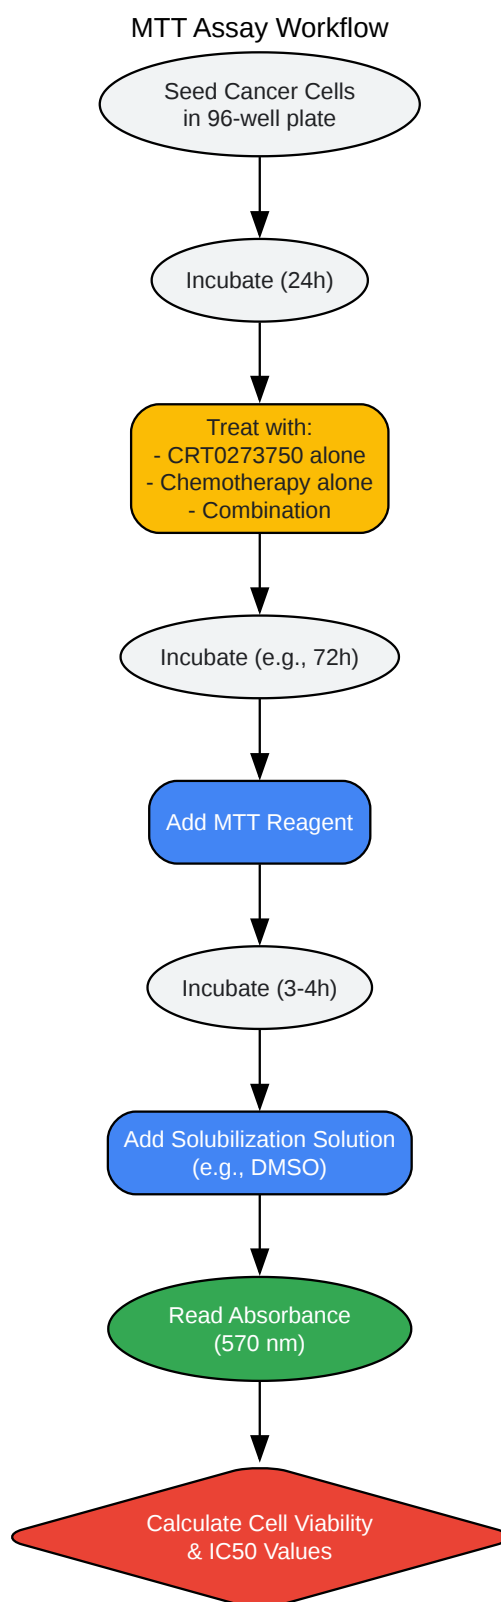 MTT Assay Workflow
Seed Cancer Cells
in 96-well plate
Incubate (24h)
Treat with:
- CRT0273750 alone
- Chemotherapy alone
- Combination
Incubate (e.g., 72h)
Add MTT Reagent
Incubate (3-4h)
Add Solubilization Solution
(e.g., DMSO)
Read Absorbance
(570 nm)
Calculate Cell Viability
& IC50 Values